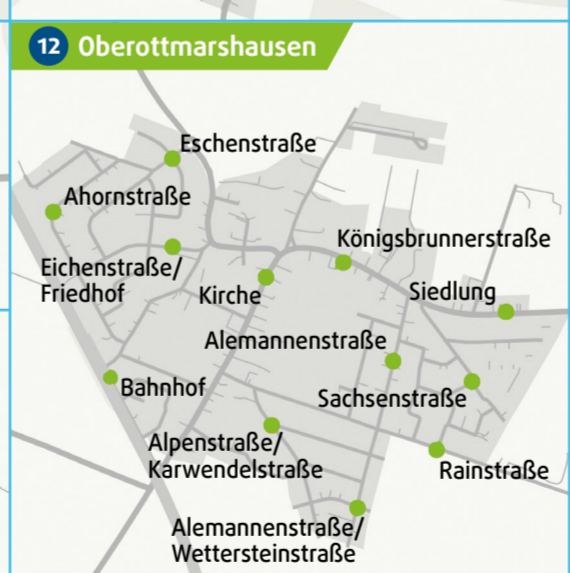 12 Oberottmarshausen
Eschenstraße
Ahornstraße
Königsbrunnerstraße
Eichenstraße/
Friedhof
Kirche
Siedlung
Alemannenstraße
Bahnhof
Sachsenstraße
Alpenstraße/
Karwendelstraße
Rainstraße
Alemannenstraße/
Wettersteinstraße